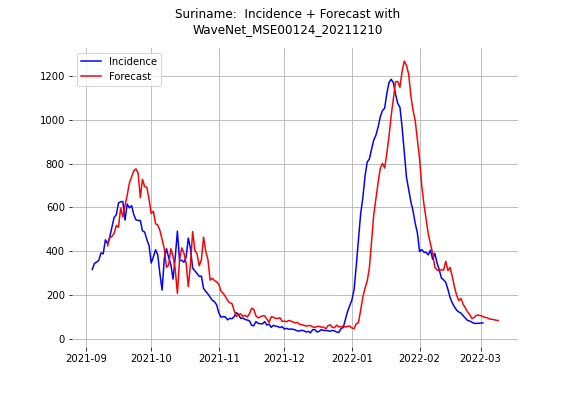 Suriname:  Incidence + Forecast with
WaveNet_MSE00124_20211210
Incidence
Forecast
1200
1000
800
600
400
200
0
2021-09 2021-10 2021-11 2021-12 2022-01 2022-02 2022-03